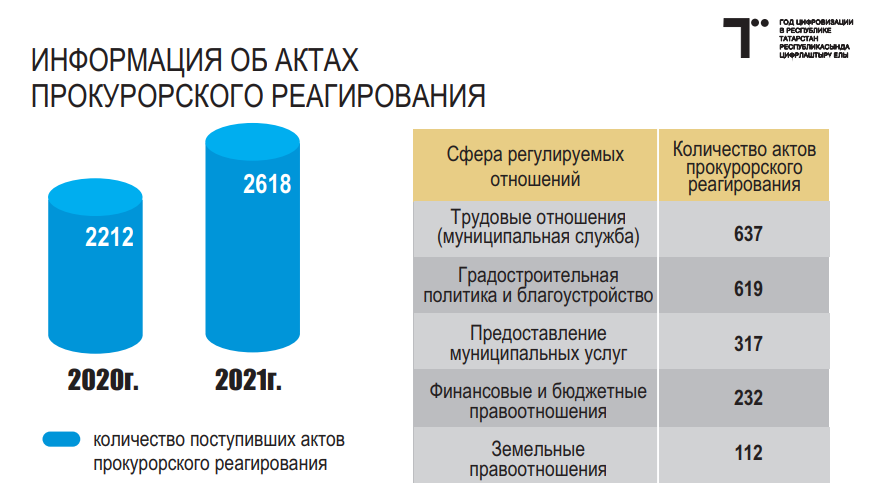 ГОД ЦИФРОВИЗАЦИИ
В РЕСПУБЛИКЕ
ТАТАРСТАН
РЕСПУБЛИКАСЫНДА
ЦИФРЛАШТЫРУ ЕЛЫ
ИНФОРМАЦИЯ ОБ АКТАХ
ПРОКУРОРСКОГО РЕАГИРОВАНИЯ
2212
2618
2020г.
2021г.
количество поступивших актов
прокурорского реагирования
Сфера регулируемых
отношений
Количество актов
прокурорского
реагирования
Трудовые отношения
(муниципальная служба)
637
Градостроительная
политика и благоустройство
619
Предоставление
муниципальных услуг
317
Финансовые и бюджетные
правоотношения
232
Земельные
правоотношения
112